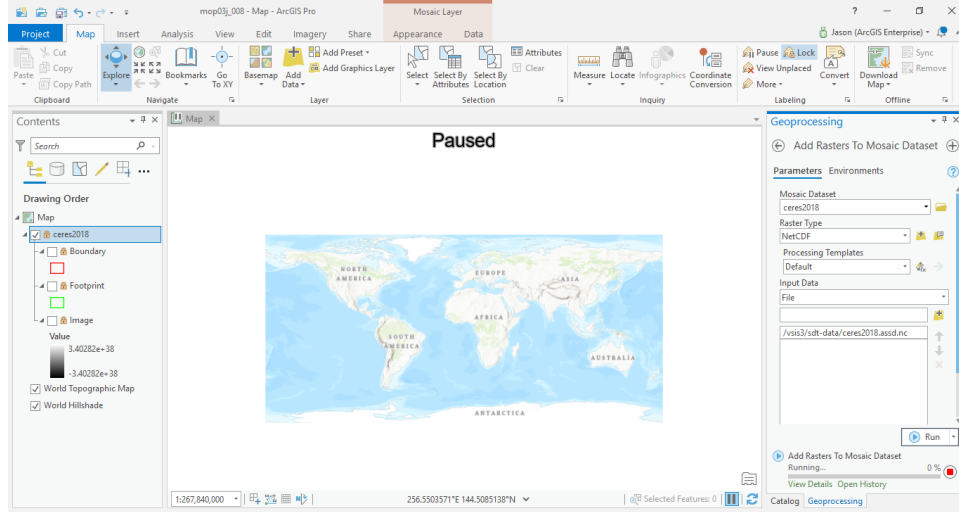 mop03j_008 - Map - ArcGIS Pro
Mosaic Layer
?
Project Map Insert Analysis View Edit Imagery Share Appearance Data
Jason (ArcGIS Enterprise)
Paste
Cut
Copy
Copy Path
Clipboard
Explore
Bookmarks
Go To XY
Navigate
Basemap
Add Data
Add Preset
Add Graphics Layer
Layer
Select
Select By Attributes
Select By Location
Attributes
Clear
Selection
Measure
Locate
Infographics
Coordinate Conversion
Inquiry
Pause
Lock
View Unplaced
More
Convert
Labeling
Download Map
Sync
Remove
Offline
Contents
Search
Drawing Order
Map
ceres2018
Boundary
Footprint
Image
Value
3.40282e+38
-3.40282e+38
World Topographic Map
World Hillshade
Map
Paused
NORTH AMERICA
EUROPE
ASIA
AFRICA
SOUTH AMERICA
AUSTRALIA
ANTARCTICA
1:267,840,000
256.5503571°E 144.5085138°N
Selected Features: 0
Geoprocessing
Add Rasters To Mosaic Dataset
Parameters Environments
?
Mosaic Dataset
ceres2018
Raster Type
NetCDF
Processing Templates
Default
Input Data
File
/vsis3/sdt-data/ceres2018.assd.nc
Run
Add Rasters To Mosaic Dataset
Running...
0 %
View Details Open History
Catalog Geoprocessing